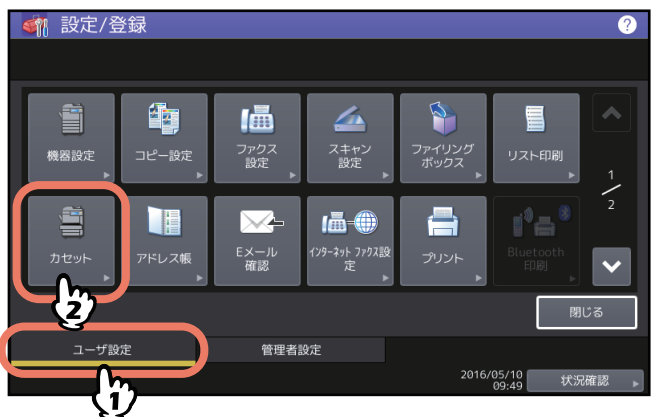 設定/登録
?
機器設定
コピー設定
ファクス
設定
スキャン
設定
ファイリング
ボックス
リスト印刷
1
2
カセット
アドレス帳
Eメール
確認
インターネット ファクス設
定
プリント
Bluetooth
印刷
2
閉じる
ユーザ設定
管理者設定
1
2016/05/10
09:49
状況確認